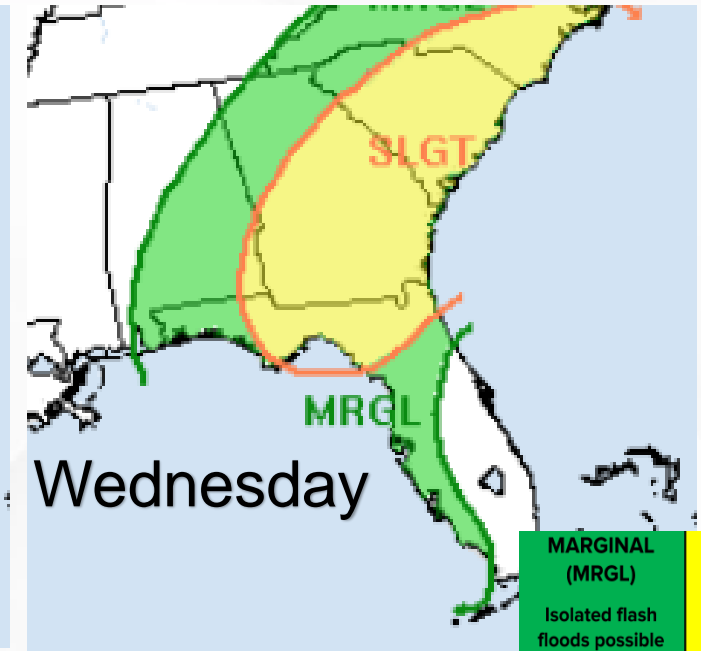 SLGT
MRGL
Wednesday
MARGINAL
(MRGL)
Isolated flash
floods possible